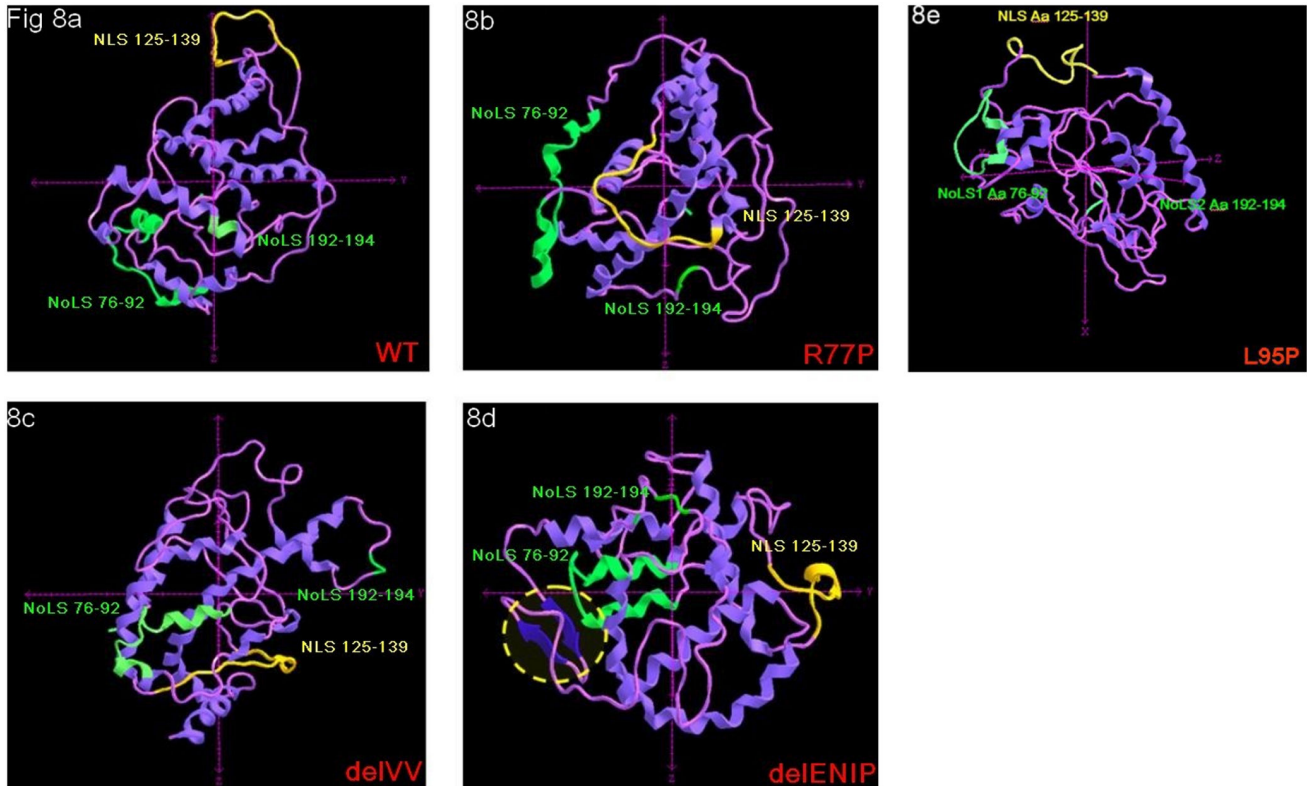 Fig 8a
NLS 125-139
NoLS 192-194
NoLS 76-92
Y
Z
WT
8b
NoLS 76-92
NLS 125-139
NoLS 192-194
Y
Z
R77P
8e
NLS Aa 125-139
Z
NoLS1 Aa 76-92
NoLS2 Aa 192-194
X
L95P
8c
NoLS 76-92
NoLS 192-194
Y
NLS 125-139
Z
delVV
8d
NoLS 192-194
NoLS 76-92
NLS 125-139
Y
Z
delENIP